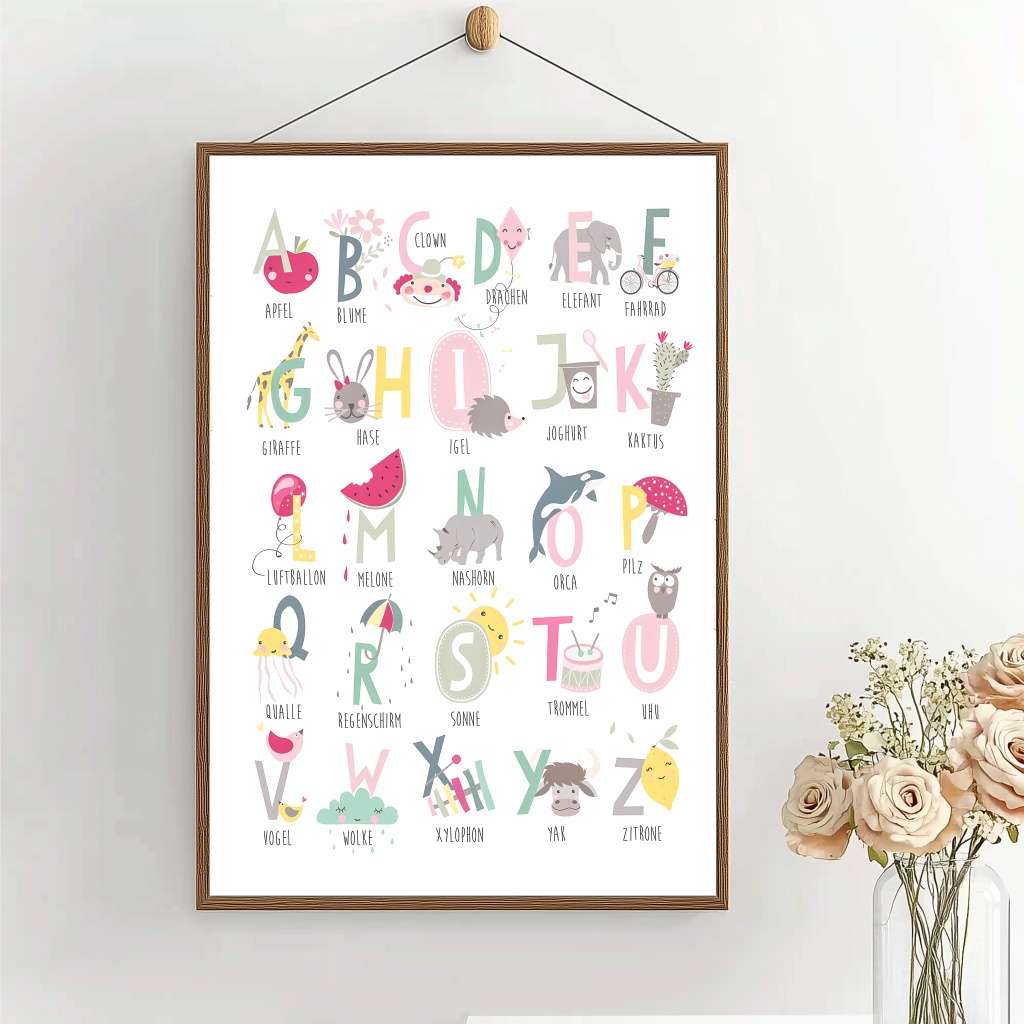 A B C D E F
CLOWN
APFEL BLUME DRACHEN ELEFANT FAHRRAD
G H I J K
GIRAFFE HASE IGEL JOGHURT KAKTUS
L M N O P
LUFTBALLON MELONE NASHORN ORCA PILZ
Q R S T U
QUALLE REGENSCHIRM SONNE TROMMEL UHU
V W X Y Z
VOGEL WOLKE XYLOPHON YAK ZITRONE